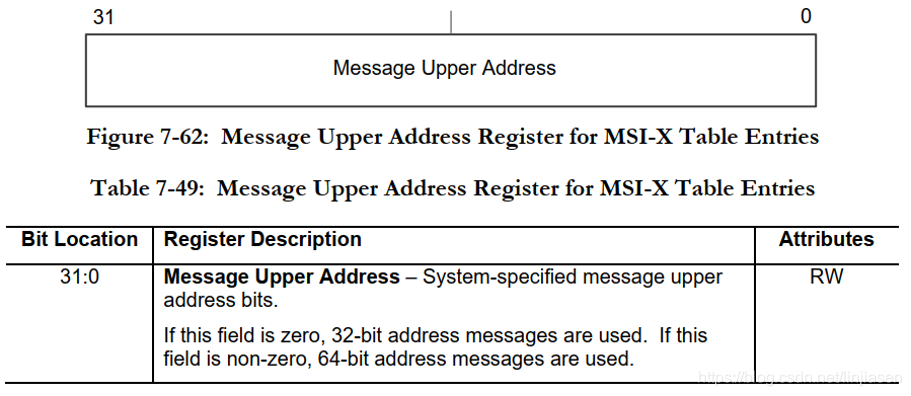 31 0
Message Upper Address
Figure 7-62: Message Upper Address Register for MSI-X Table Entries
Table 7-49: Message Upper Address Register for MSI-X Table Entries
Bit Location Register Description Attributes
31:0 Message Upper Address – System-specified message upper RW
address bits.
If this field is zero, 32-bit address messages are used. If this
field is non-zero, 64-bit address messages are used.
https://blog.csdn.net/linjiasen